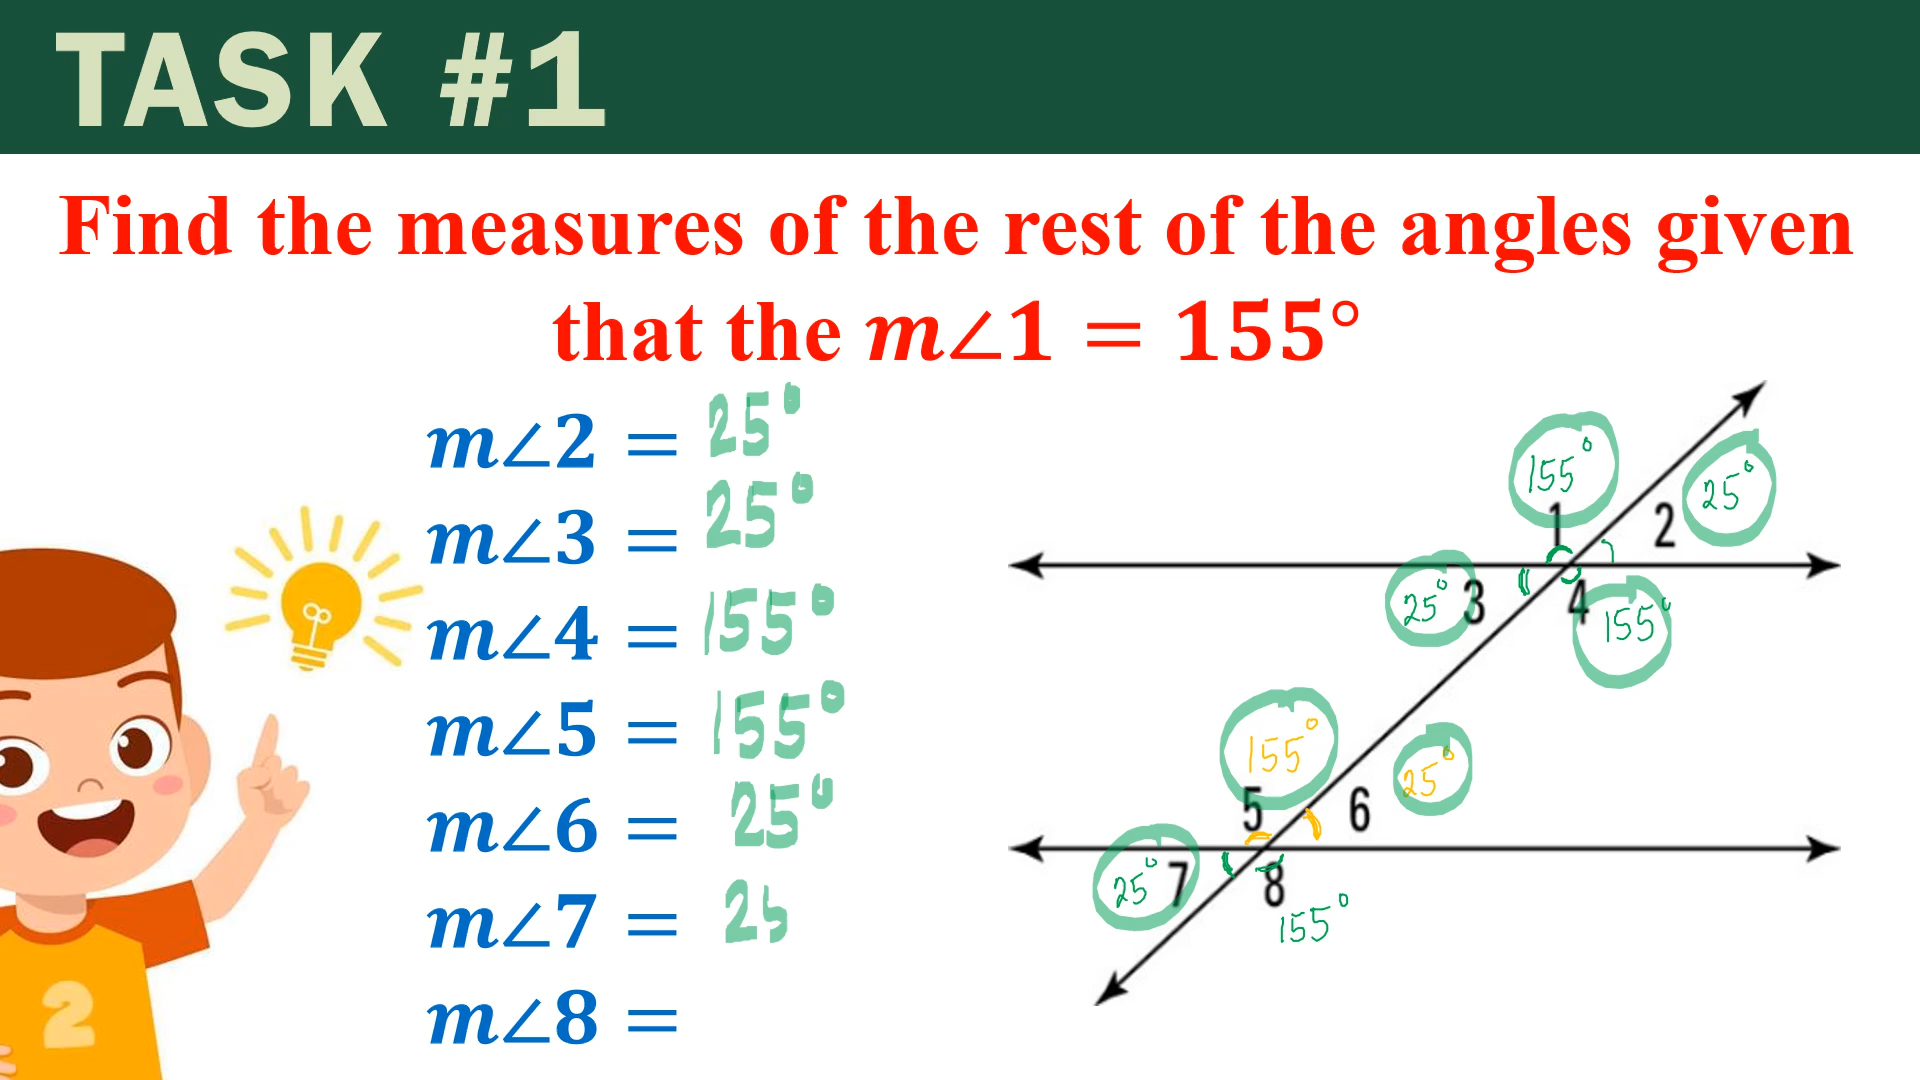 TASK #1
Find the measures of the rest of the angles given
that the m∠1 = 155°
m∠2 = 25°
m∠3 = 25°
m∠4 = 155°
m∠5 = 155°
m∠6 = 25°
m∠7 = 25
m∠8 =
2
155°
25°
1
2
25°
3
4
155°
155°
25°
5
6
25°
7
8
155°